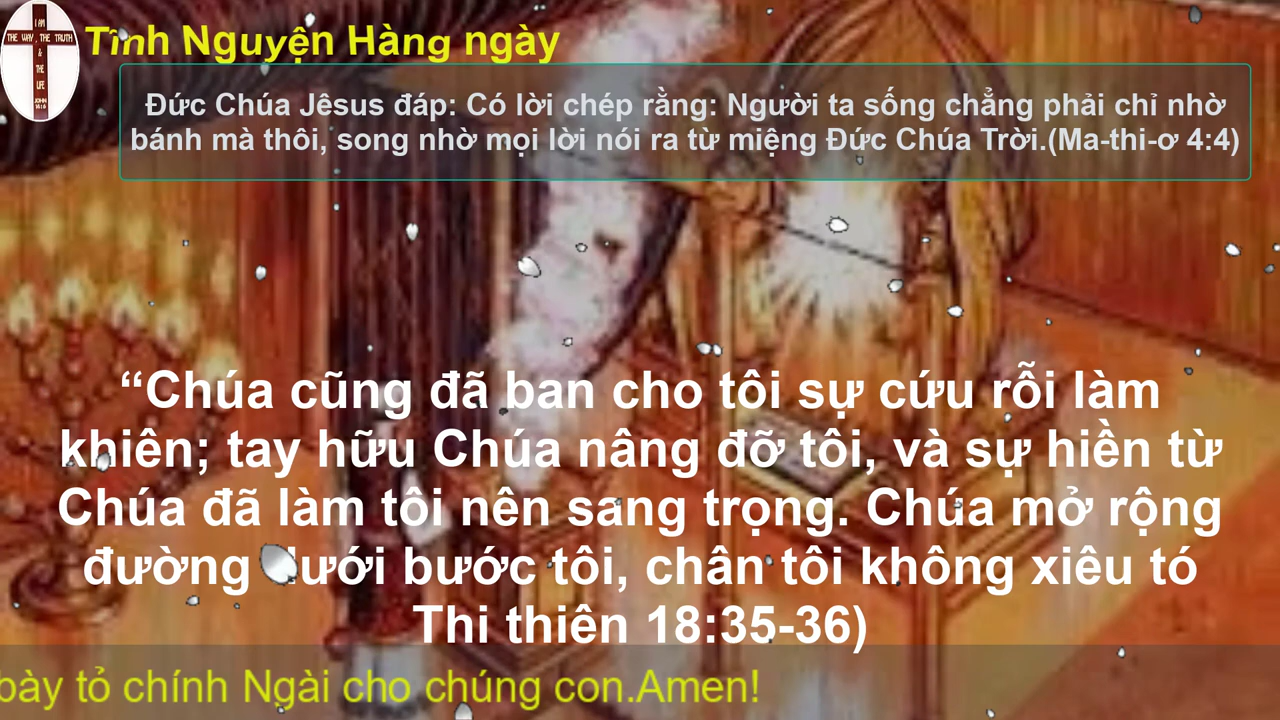 I AM
THE WAY, THE TRUTH
&
THE
LIFE
JOHN
14:6
Tĩnh Nguyện Hàng ngày
Đức Chúa Jêsus đáp: Có lời chép rằng: Người ta sống chẳng phải chỉ nhờ
bánh mà thôi, song nhờ mọi lời nói ra từ miệng Đức Chúa Trời.(Ma-thi-ơ 4:4)
“Chúa cũng đã ban cho tôi sự cứu rỗi làm
khiên; tay hữu Chúa nâng đỡ tôi, và sự hiền từ
Chúa đã làm tôi nên sang trọng. Chúa mở rộng
đường dưới bước tôi, chân tôi không xiêu tó
Thi thiên 18:35-36)
bày tỏ chính Ngài cho chúng con.Amen!